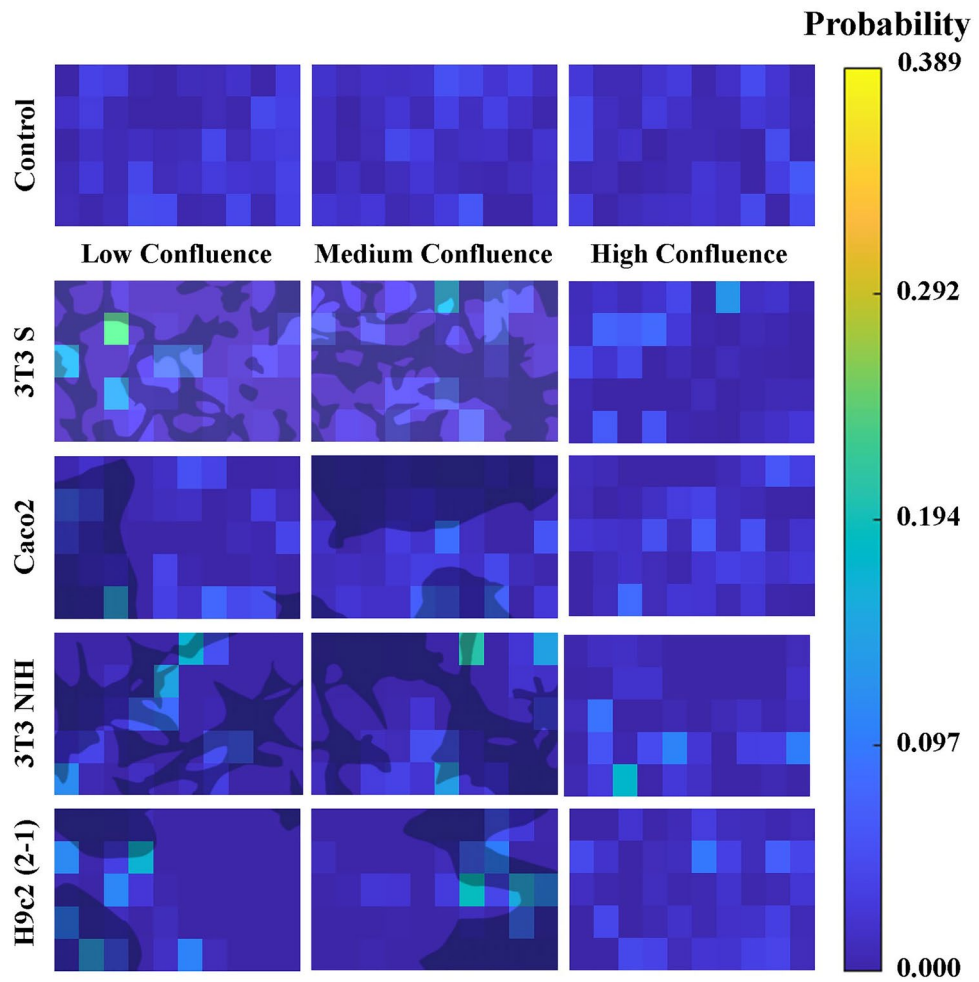 Probability
0.389
Control
Low Confluence
Medium Confluence
High Confluence
0.292
3T3 S
0.194
Caco2
3T3 NIH
0.097
H9c2 (2-1)
0.000